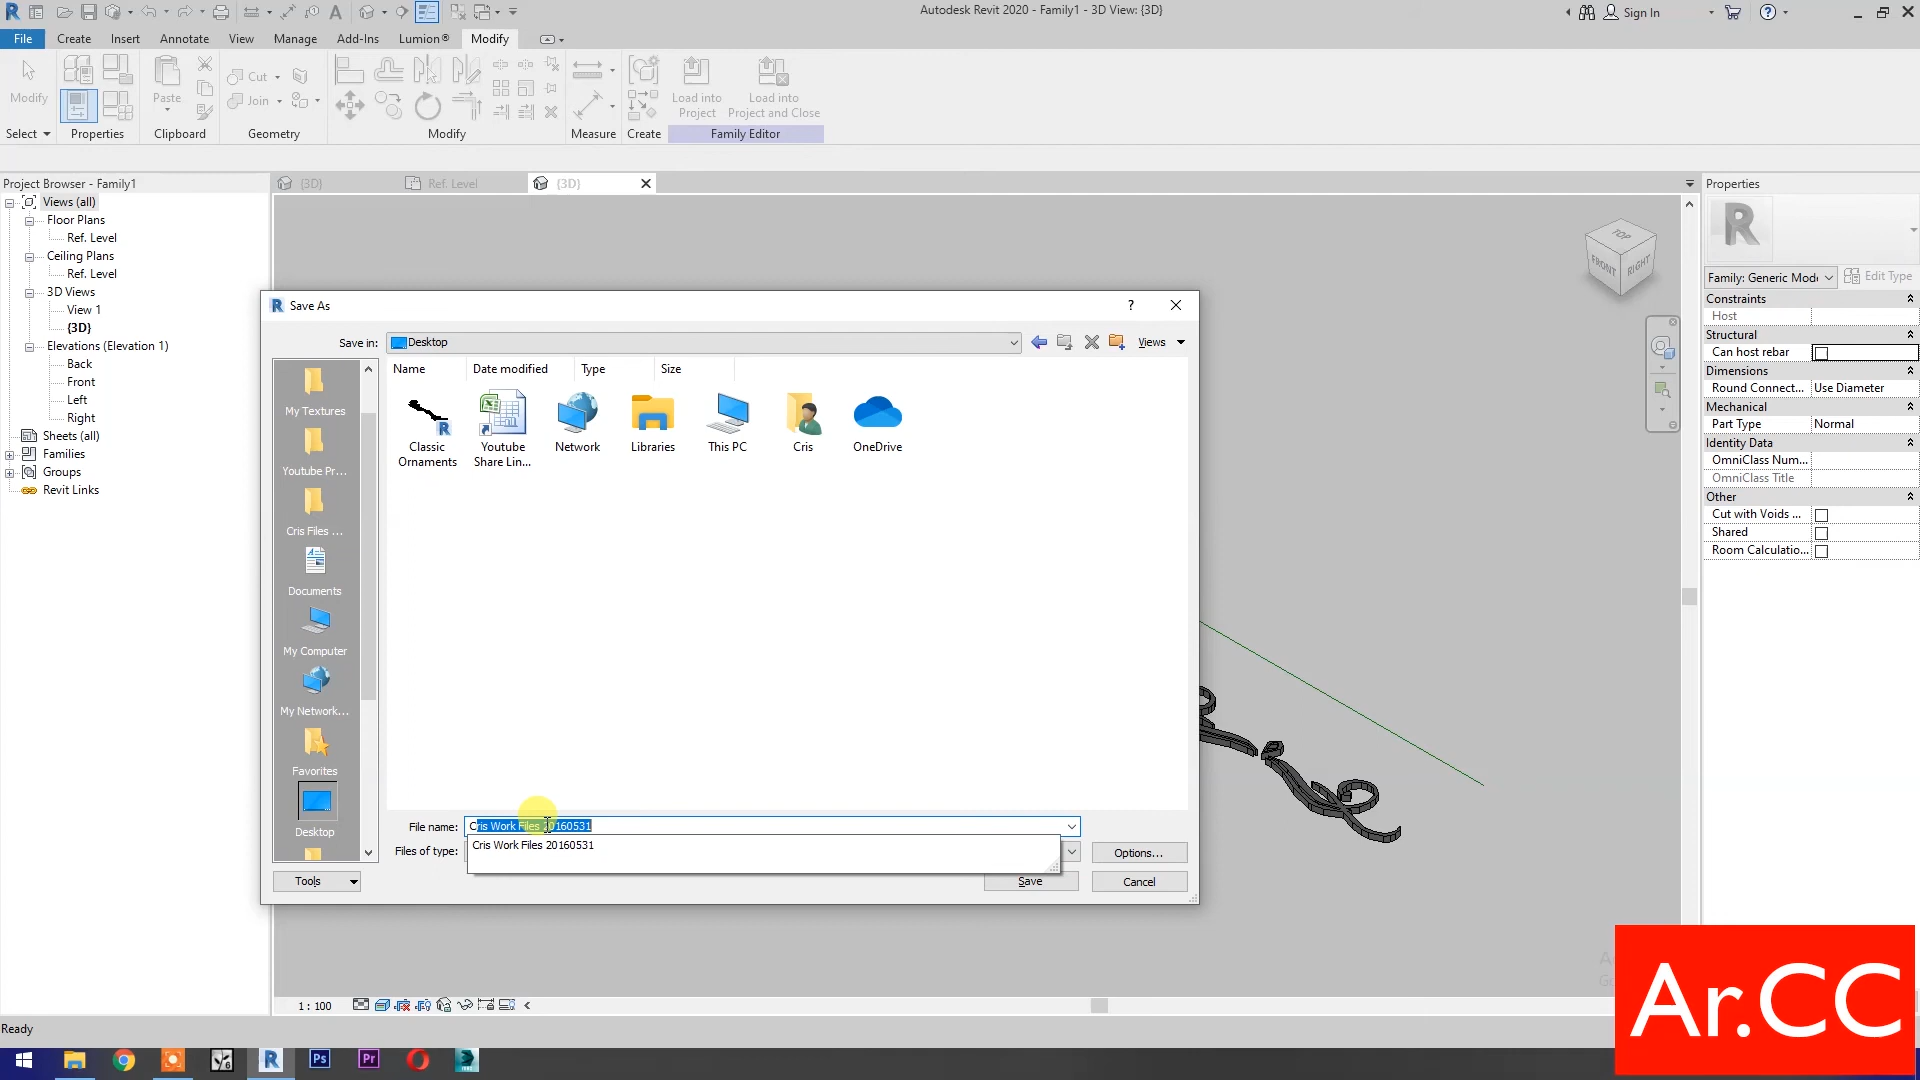 Autodesk Revit 2020 - Family1 - 3D View: {3D}
Sign In
File Create Insert Annotate View Manage Add-Ins Lumion® Modify
Modify
Paste
Cut
Join
Load into Project
Load into Project and Close
Select Properties Clipboard Geometry Modify Measure Create Family Editor
Project Browser - Family1
Views (all)
Floor Plans
Ref. Level
Ceiling Plans
Ref. Level
3D Views
View 1
{3D}
Elevations (Elevation 1)
Back
Front
Left
Right
Sheets (all)
Families
Groups
Revit Links
{3D} Ref. Level {3D}
TOP
FRONT
RIGHT
Save As
Save in: Desktop Views
My Textures
Youtube Pr...
Cris Files ...
Documents
My Computer
My Network...
Favorites
Desktop
Name Date modified Type Size
Classic Ornaments
Youtube Share Lin...
Network
Libraries
This PC
Cris
OneDrive
File name: Cris Work Files 20160531
Cris Work Files 20160531
Files of type:
Options...
Tools Save Cancel
Properties
R
Family: Generic Mode
Edit Type
Constraints
Host
Structural
Can host rebar
Dimensions
Round Connect... Use Diameter
Mechanical
Part Type Normal
Identity Data
OmniClass Num...
OmniClass Title
Other
Cut with Voids ...
Shared
Room Calculatio...
1 : 100
Ready
R Ps Pr
Ar.CC